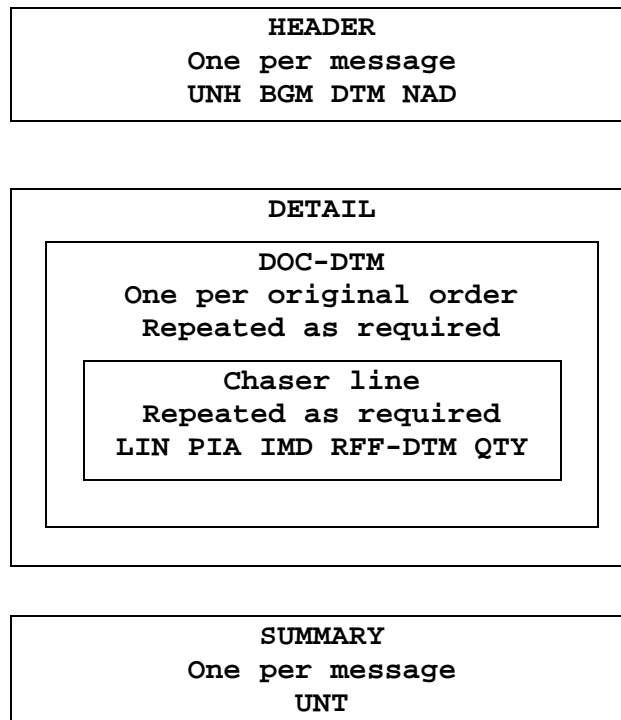 HEADER
One per message
UNH BGM DTM NAD
DETAIL
DOC-DTM
One per original order
Repeated as required
Chaser line
Repeated as required
LIN PIA IMD RFF-DTM QTY
SUMMARY
One per message
UNT